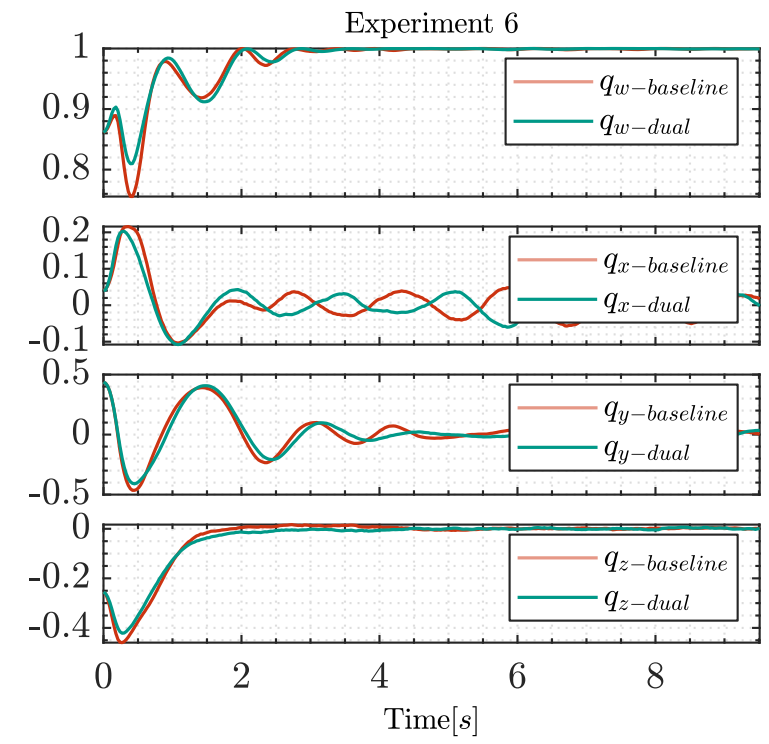 Experiment 6
1
0.9
0.8
q_{w-baseline}
q_{w-dual}
0.2
0.1
0
-0.1
q_{x-baseline}
q_{x-dual}
0.5
0
-0.5
q_{y-baseline}
q_{y-dual}
0
-0.2
-0.4
q_{z-baseline}
q_{z-dual}
0 2 4 6 8
Time[s]